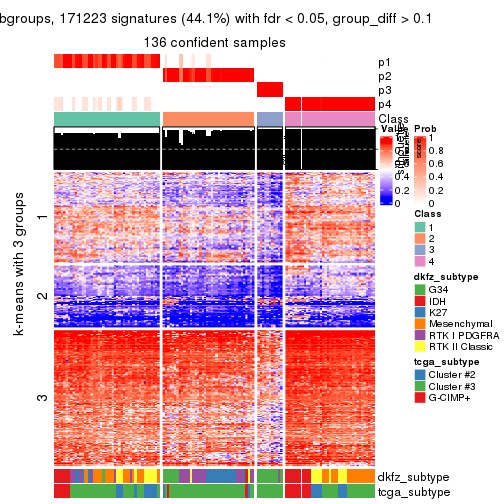 bgroups, 171223 signatures (44.1%) with fdr < 0.05, group_diff > 0.1
136 confident samples
p1
p2
p3
p4
Class
Value
Prob
1
0.8
0.6
0.4
0.2
0
1
0.8
0.6
0.4
0.2
0
score
k-means with 3 groups
1
2
3
Class
1
2
3
4
dkfz_subtype
G34
IDH
K27
Mesenchymal
RTK I PDGFRA
RTK II Classic
tcga_subtype
Cluster #2
Cluster #3
G-CIMP+
dkfz_subtype
tcga_subtype